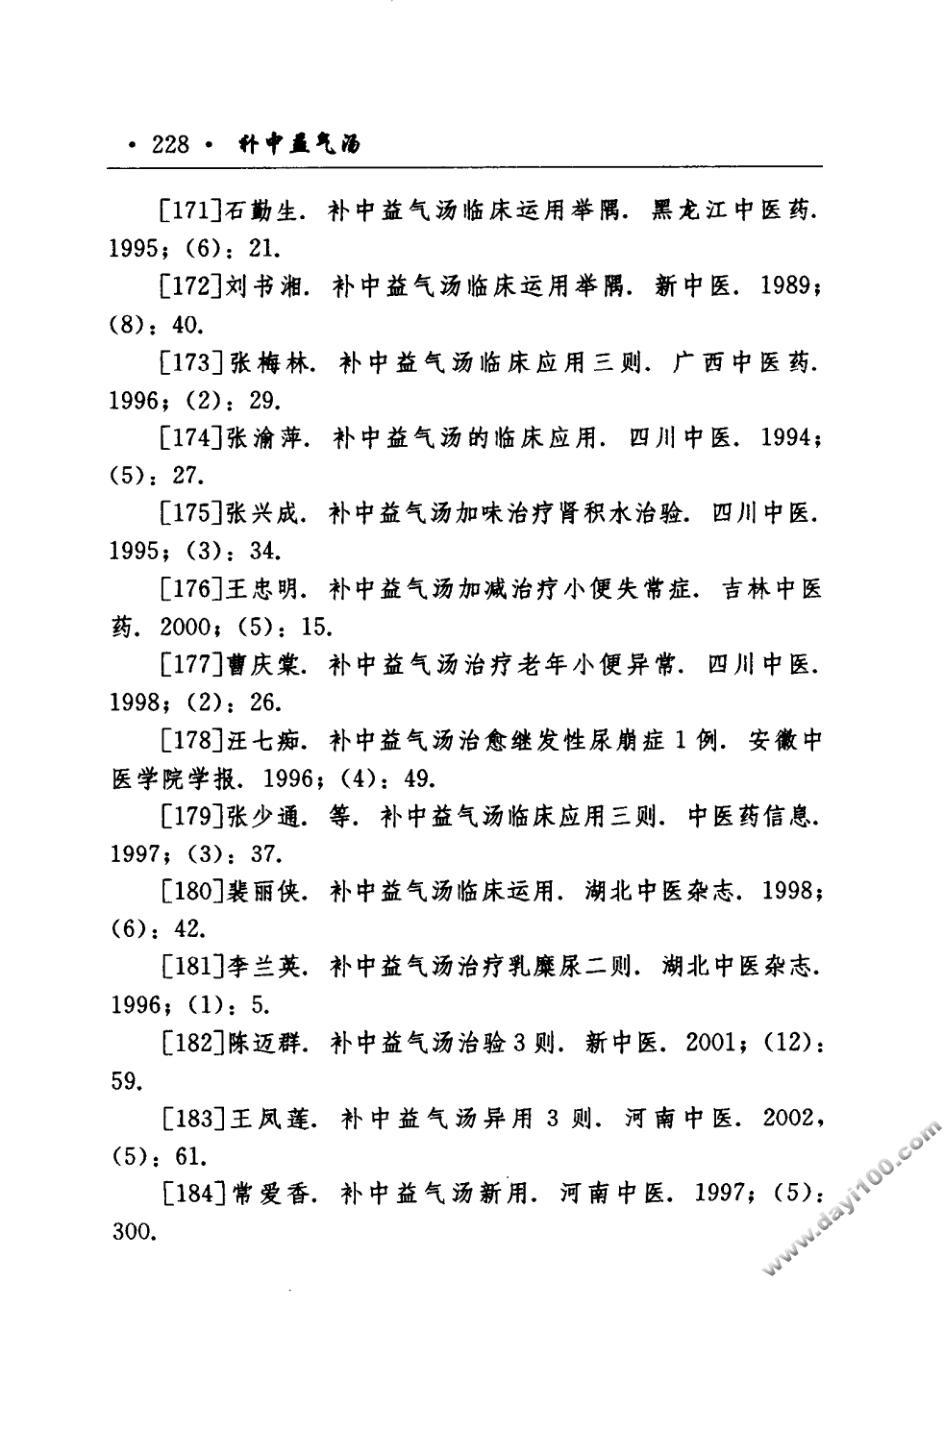 · 228 · 补中益气汤
[171]石勤生. 补中益气汤临床运用举隅. 黑龙江中医药.
1995; (6): 21.
[172]刘书湘. 补中益气汤临床运用举隅. 新中医. 1989;
(8): 40.
[173]张梅林. 补中益气汤临床应用三则. 广西中医药.
1996; (2): 29.
[174]张渝萍. 补中益气汤的临床应用. 四川中医. 1994;
(5): 27.
[175]张兴成. 补中益气汤加味治疗肾积水治验. 四川中医.
1995; (3): 34.
[176]王忠明. 补中益气汤加减治疗小便失常症. 吉林中医
药. 2000; (5): 15.
[177]曹庆棠. 补中益气汤治疗老年小便异常. 四川中医.
1998; (2): 26.
[178]汪七痴. 补中益气汤治愈继发性尿崩症 1 例. 安徽中
医学院学报. 1996; (4): 49.
[179]张少通. 等. 补中益气汤临床应用三则. 中医药信息.
1997; (3): 37.
[180]裴丽侠. 补中益气汤临床运用. 湖北中医杂志. 1998;
(6): 42.
[181]李兰英. 补中益气汤治疗乳糜尿二则. 湖北中医杂志.
1996; (1): 5.
[182]陈迈群. 补中益气汤治验 3 则. 新中医. 2001; (12):
59.
[183]王凤莲. 补中益气汤异用 3 则. 河南中医. 2002,
(5): 61.
[184]常爱香. 补中益气汤新用. 河南中医. 1997; (5):
300.
www.dayi100.com